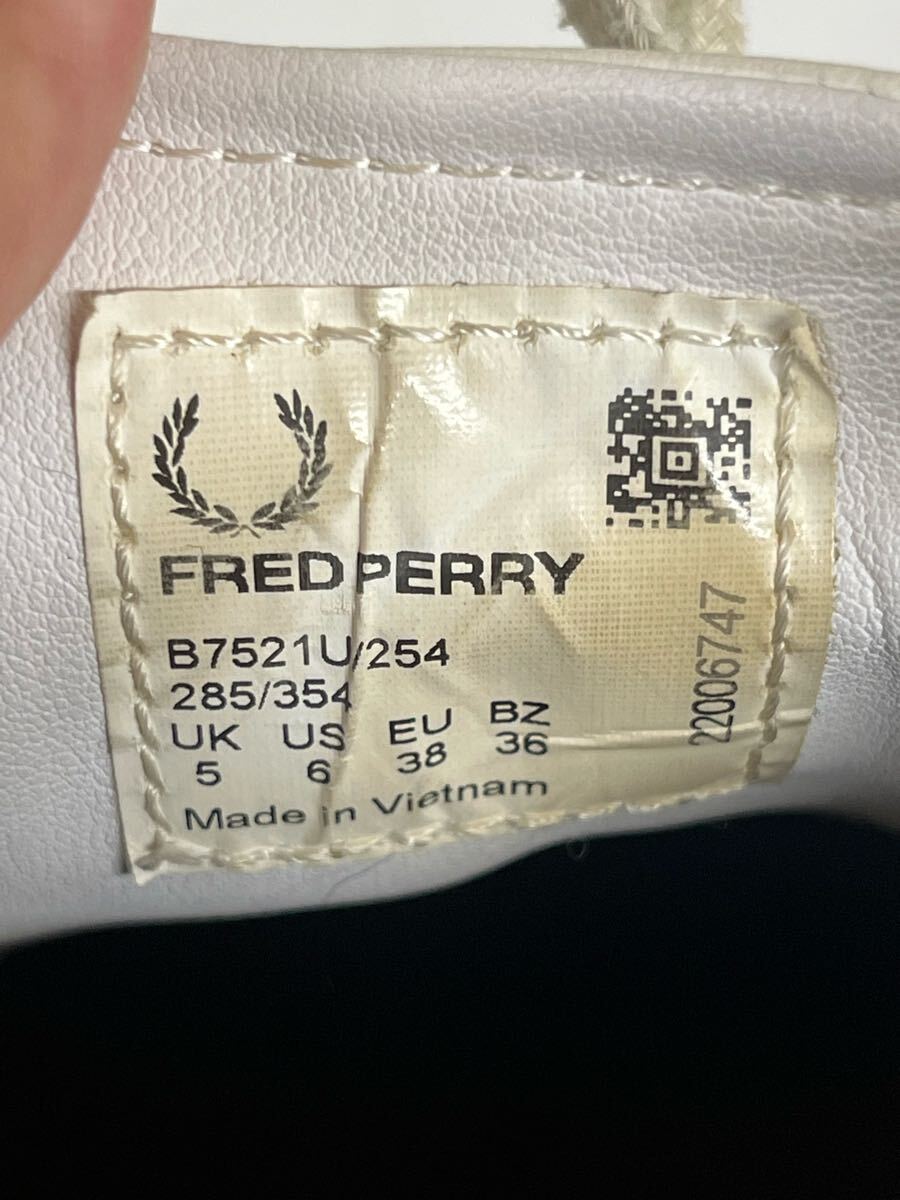 FRED PERRY
B7521U/254
285/354
UK US EU BZ
5 6 38 36
Made in Vietnam
22006747